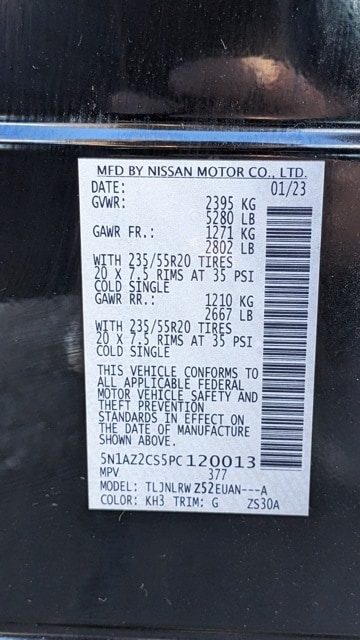 MFD BY NISSAN MOTOR CO., LTD.
DATE: 01/23
GVWR: 2395 KG
5280 LB
GAWR FR.: 1271 KG
2802 LB
WITH 235/55R20 TIRES
20 X 7.5 RIMS AT 35 PSI
COLD SINGLE
GAWR RR.: 1210 KG
2667 LB
WITH 235/55R20 TIRES
20 X 7.5 RIMS AT 35 PSI
COLD SINGLE
THIS VEHICLE CONFORMS TO
ALL APPLICABLE FEDERAL
MOTOR VEHICLE SAFETY AND
THEFT PREVENTION
STANDARDS IN EFFECT ON
THE DATE OF MANUFACTURE
SHOWN ABOVE.
5N1AZ2CS5PC120013
MPV 377
MODEL: TLJNLRWZ52EUAN---A
COLOR: KH3 TRIM: G ZS30A